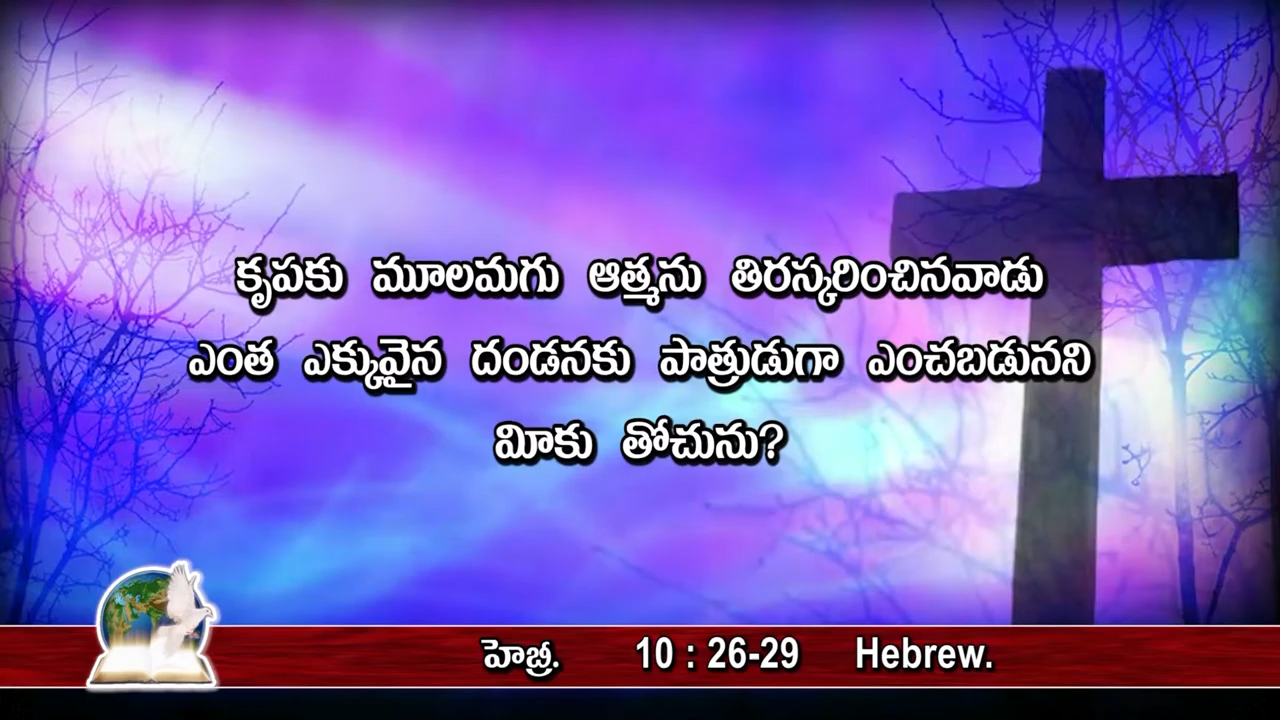 కృపకు మూలమగు ఆత్మను తిరస్కరించినవాడు
ఎంత ఎక్కువైన దండనకు పాత్రుడుగా ఎంచబడునని
మీకు తోచును?
హెబ్రీ. 10 : 26-29 Hebrew.